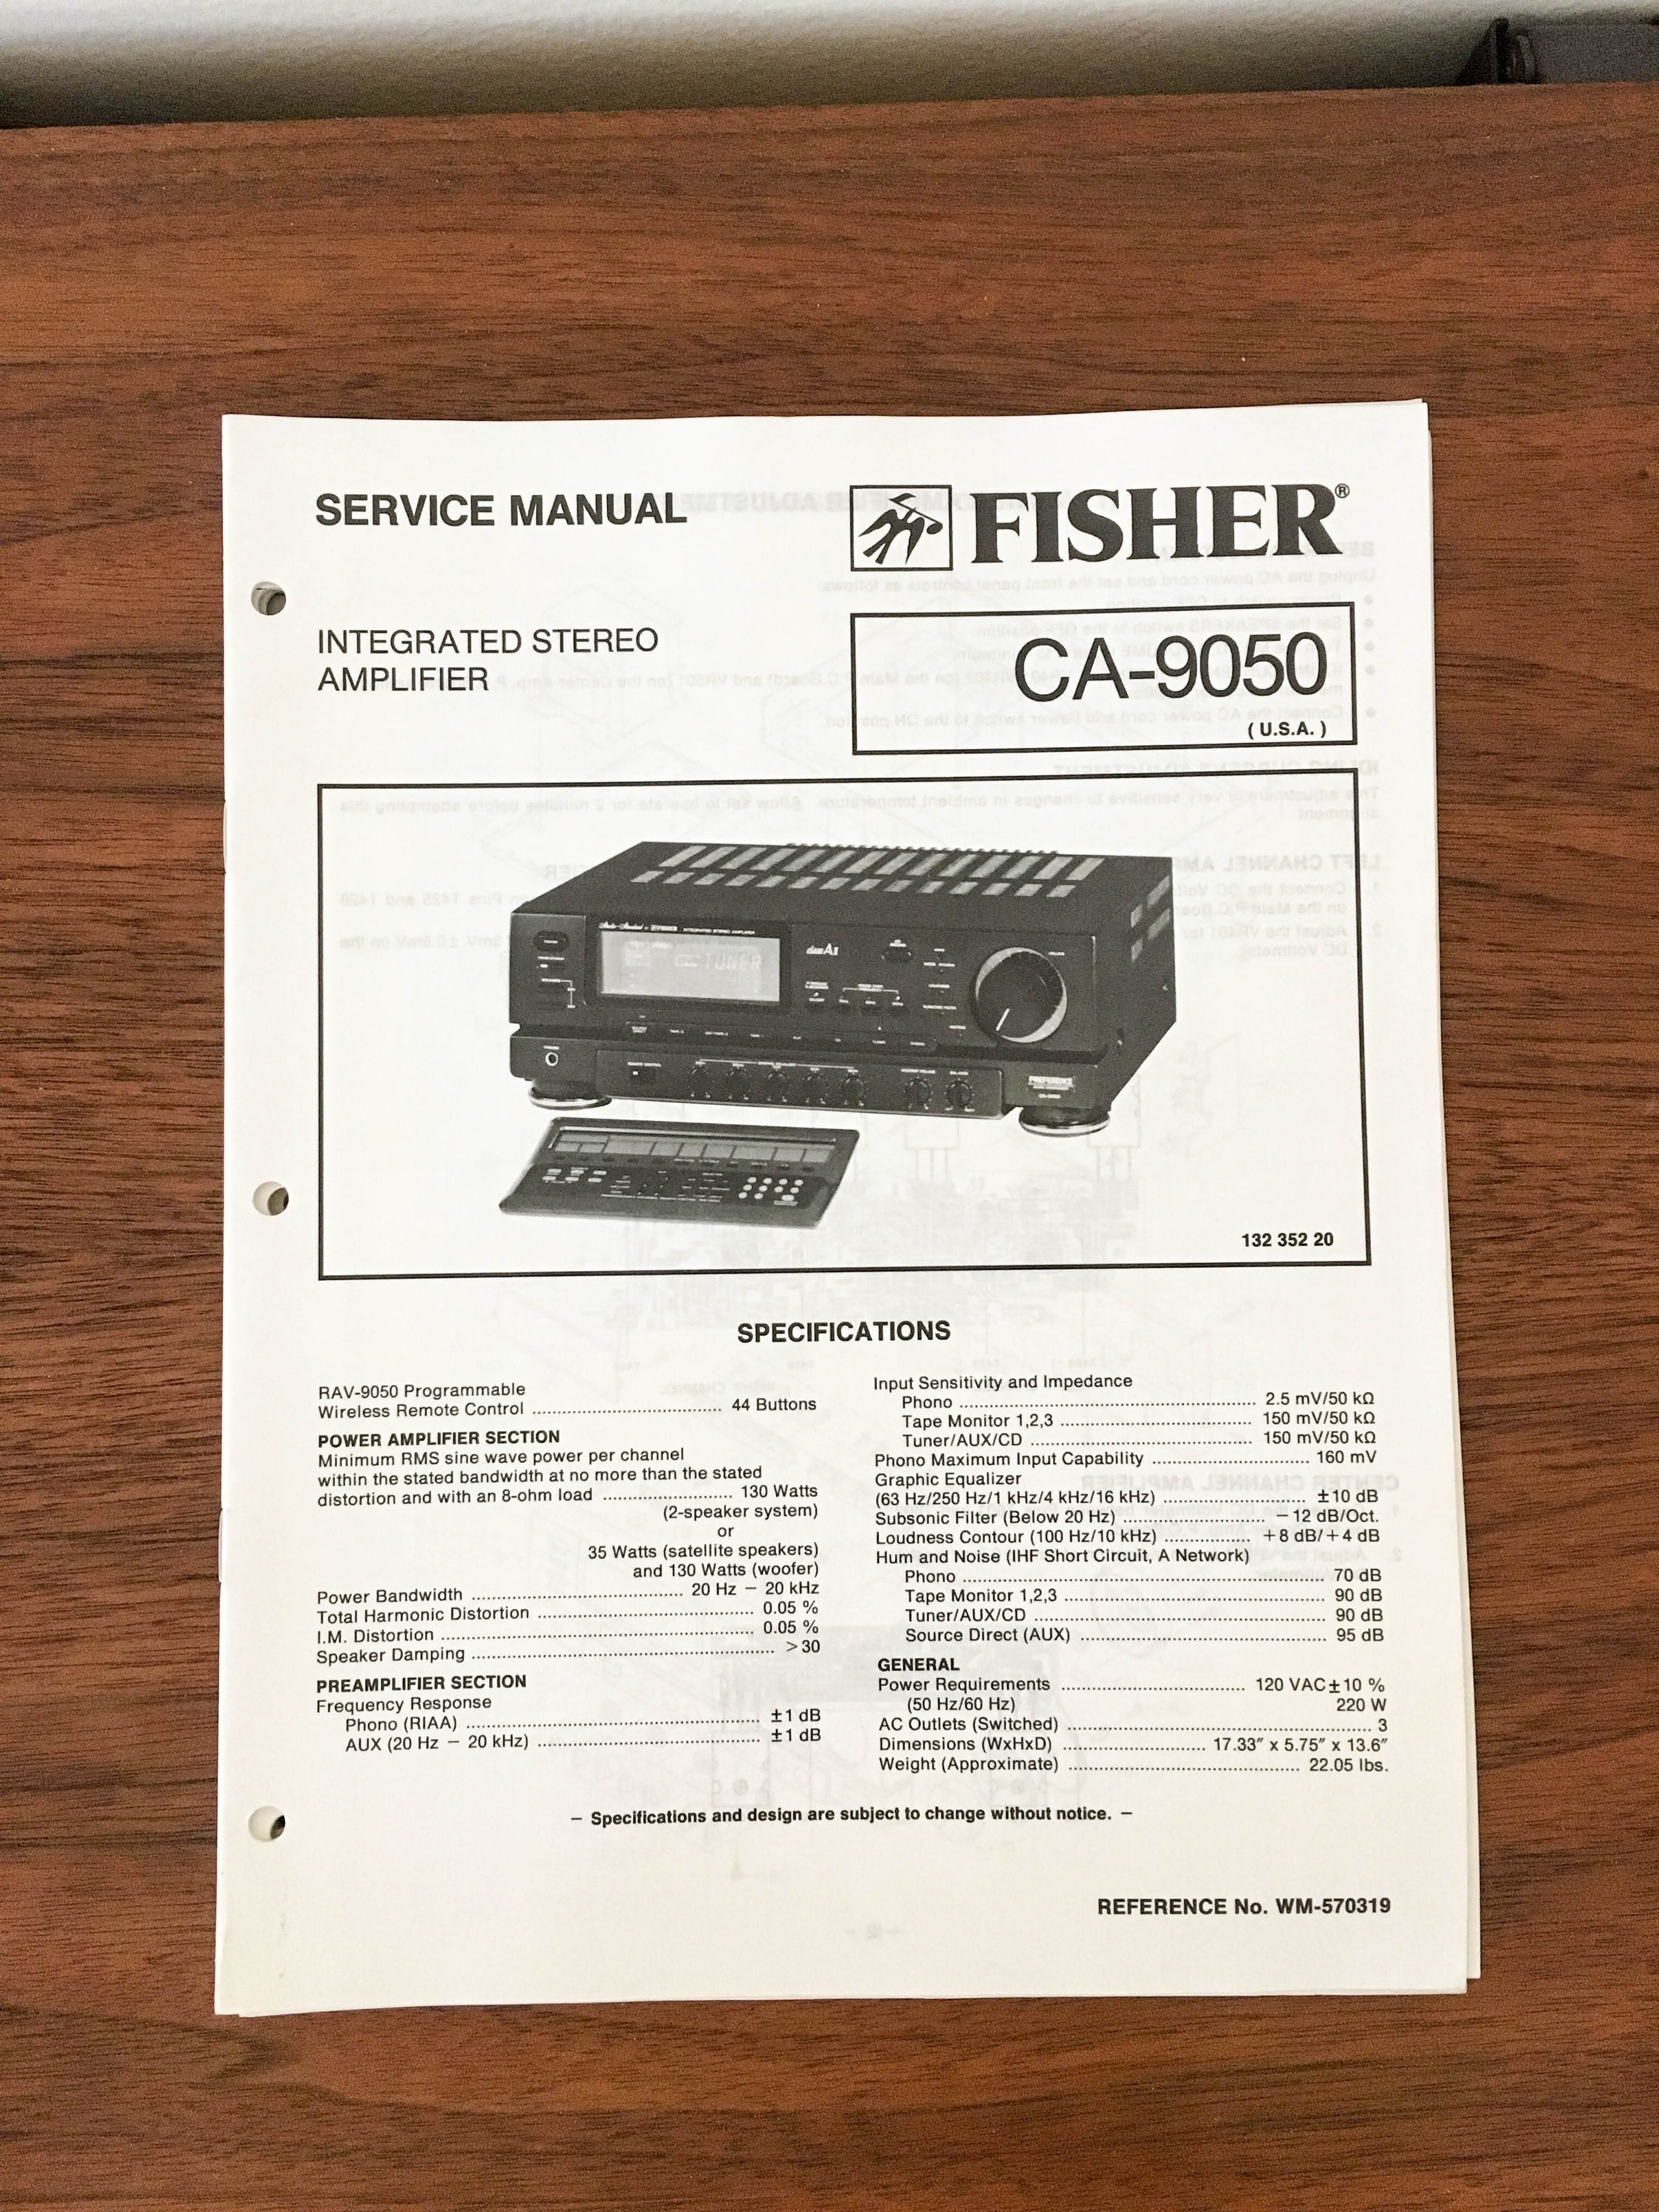 SERVICE MANUAL
FISHER®
INTEGRATED STEREO
AMPLIFIER
CA-9050
( U.S.A. )
TUNER
132 352 20
SPECIFICATIONS
RAV-9050 Programmable
Wireless Remote Control ........ 44 Buttons
POWER AMPLIFIER SECTION
Minimum RMS sine wave power per channel
within the stated bandwidth at no more than the stated
distortion and with an 8-ohm load ........ 130 Watts
(2-speaker system)
or
35 Watts (satellite speakers)
and 130 Watts (woofer)
Power Bandwidth ........ 20 Hz — 20 kHz
Total Harmonic Distortion ........ 0.05 %
I.M. Distortion ........ 0.05 %
Speaker Damping ........ >30
PREAMPLIFIER SECTION
Frequency Response
Phono (RIAA) ........ ±1 dB
AUX (20 Hz — 20 kHz) ........ ±1 dB
Input Sensitivity and Impedance
Phono ........ 2.5 mV/50 kΩ
Tape Monitor 1,2,3 ........ 150 mV/50 kΩ
Tuner/AUX/CD ........ 150 mV/50 kΩ
Phono Maximum Input Capability ........ 160 mV
Graphic Equalizer
(63 Hz/250 Hz/1 kHz/4 kHz/16 kHz) ........ ±10 dB
Subsonic Filter (Below 20 Hz) ........ −12 dB/Oct.
Loudness Contour (100 Hz/10 kHz) ........ +8 dB/+4 dB
Hum and Noise (IHF Short Circuit, A Network)
Phono ........ 70 dB
Tape Monitor 1,2,3 ........ 90 dB
Tuner/AUX/CD ........ 90 dB
Source Direct (AUX) ........ 95 dB
GENERAL
Power Requirements ........ 120 VAC±10 %
(50 Hz/60 Hz) 220 W
AC Outlets (Switched) ........ 3
Dimensions (WxHxD) ........ 17.33″ x 5.75″ x 13.6″
Weight (Approximate) ........ 22.05 lbs.
— Specifications and design are subject to change without notice. —
REFERENCE No. WM-570319